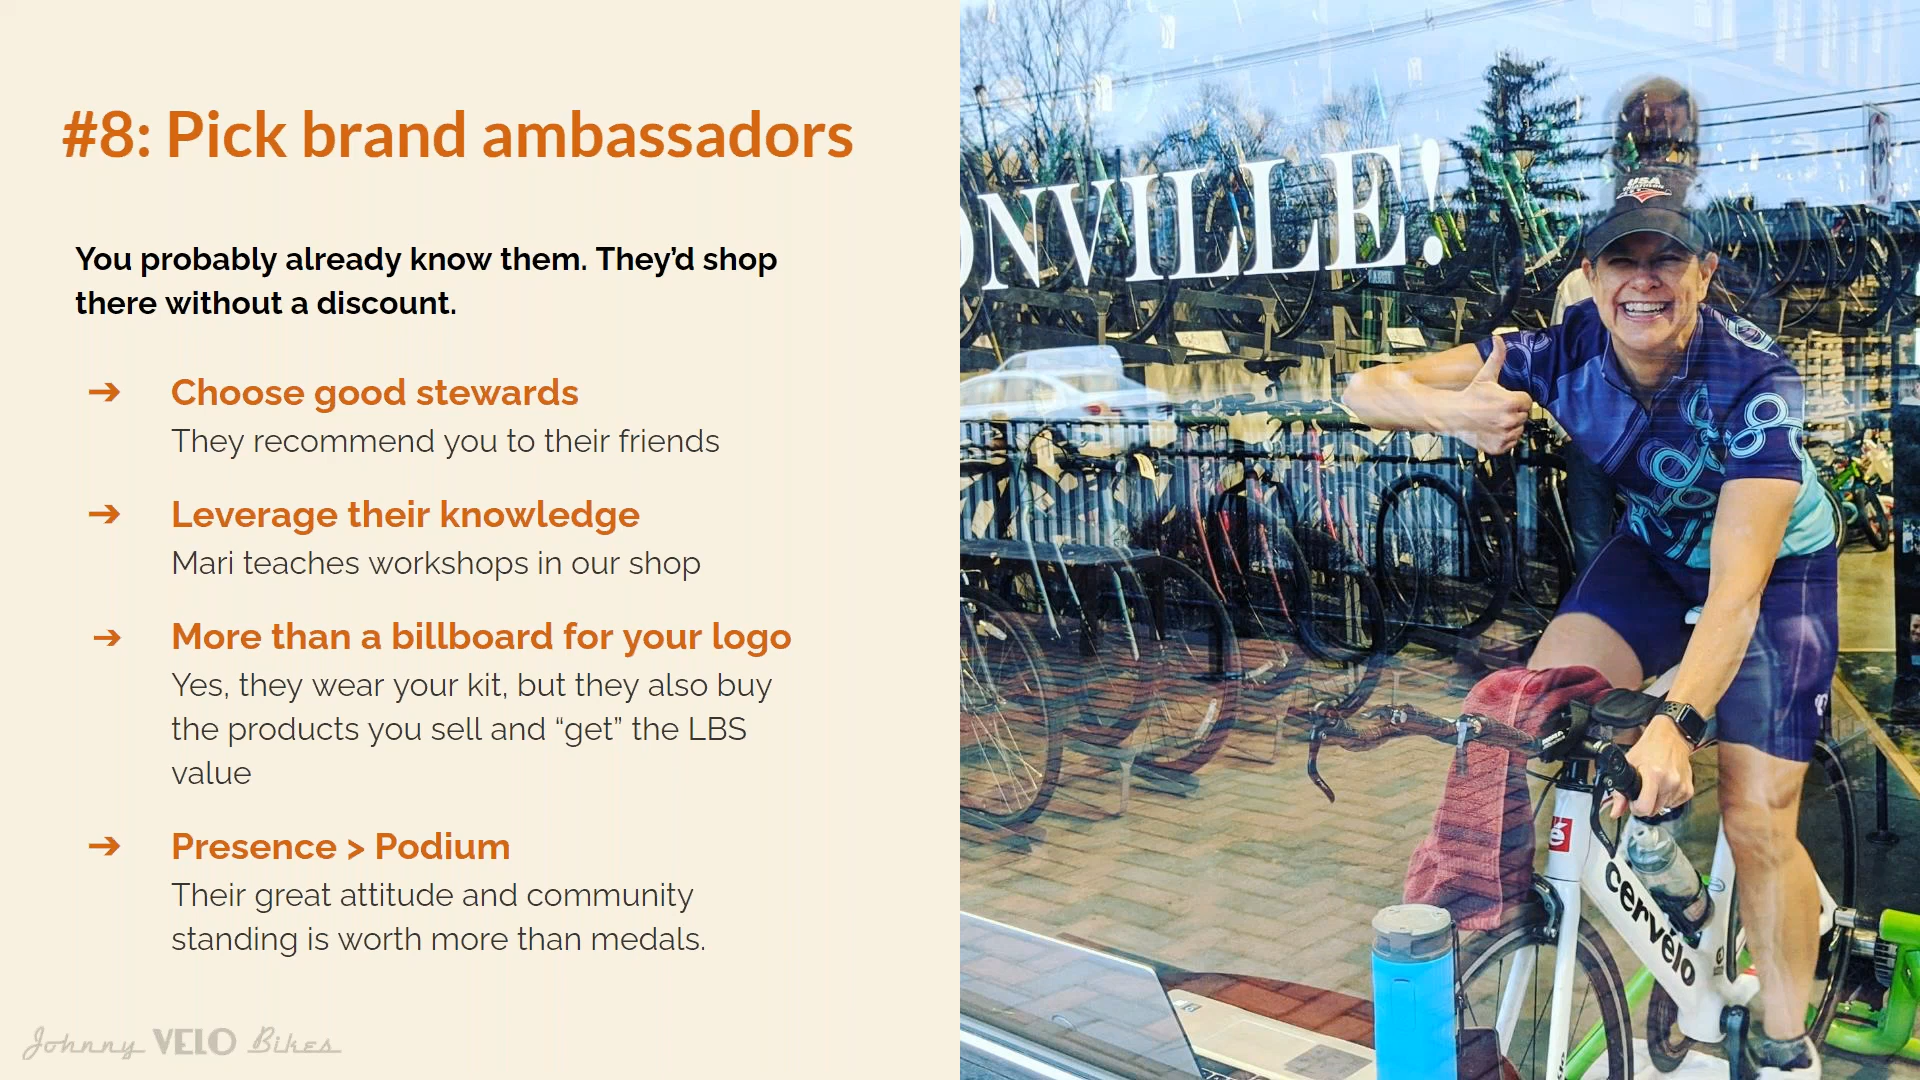 #8: Pick brand ambassadors
You probably already know them. They’d shop
there without a discount.
➔ Choose good stewards
They recommend you to their friends
➔ Leverage their knowledge
Mari teaches workshops in our shop
➔ More than a billboard for your logo
Yes, they wear your kit, but they also buy
the products you sell and “get” the LBS
value
➔ Presence > Podium
Their great attitude and community
standing is worth more than medals.
Johnny VELO Bikes
ONVILLE!
USA
é
cervélo